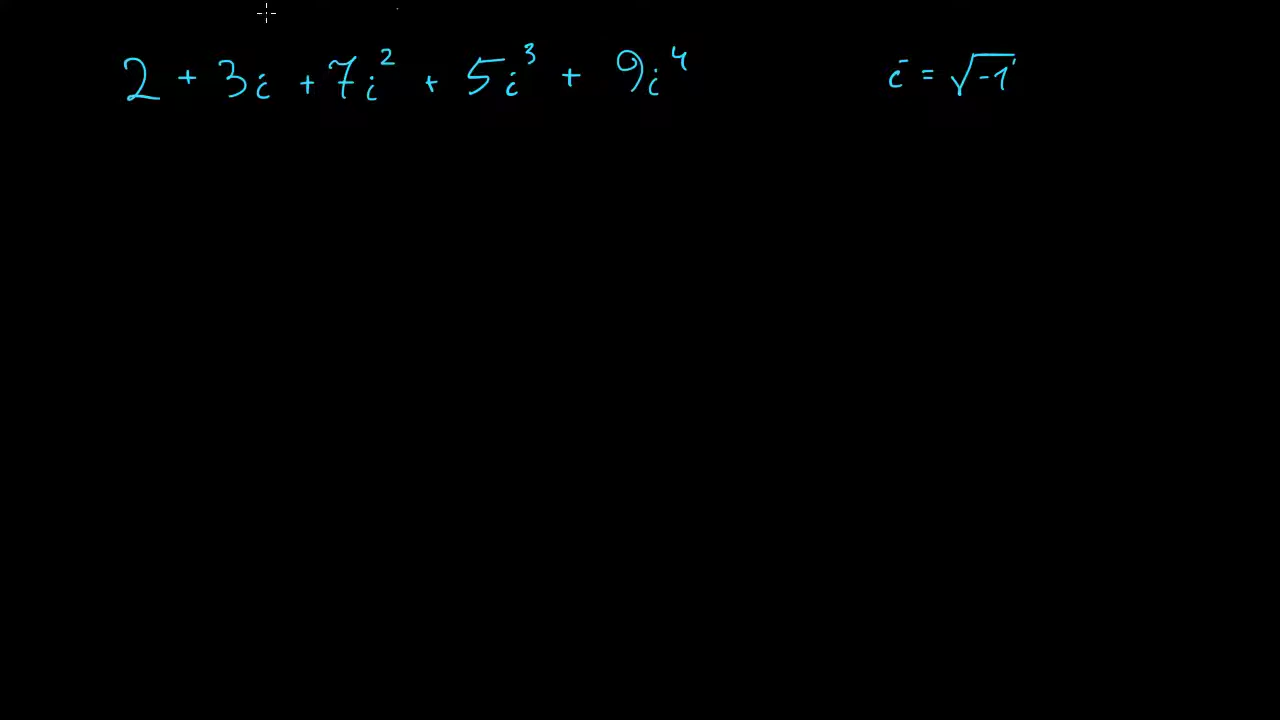 2 + 3i + 7i² + 5i³ + 9i⁴ i = √-1